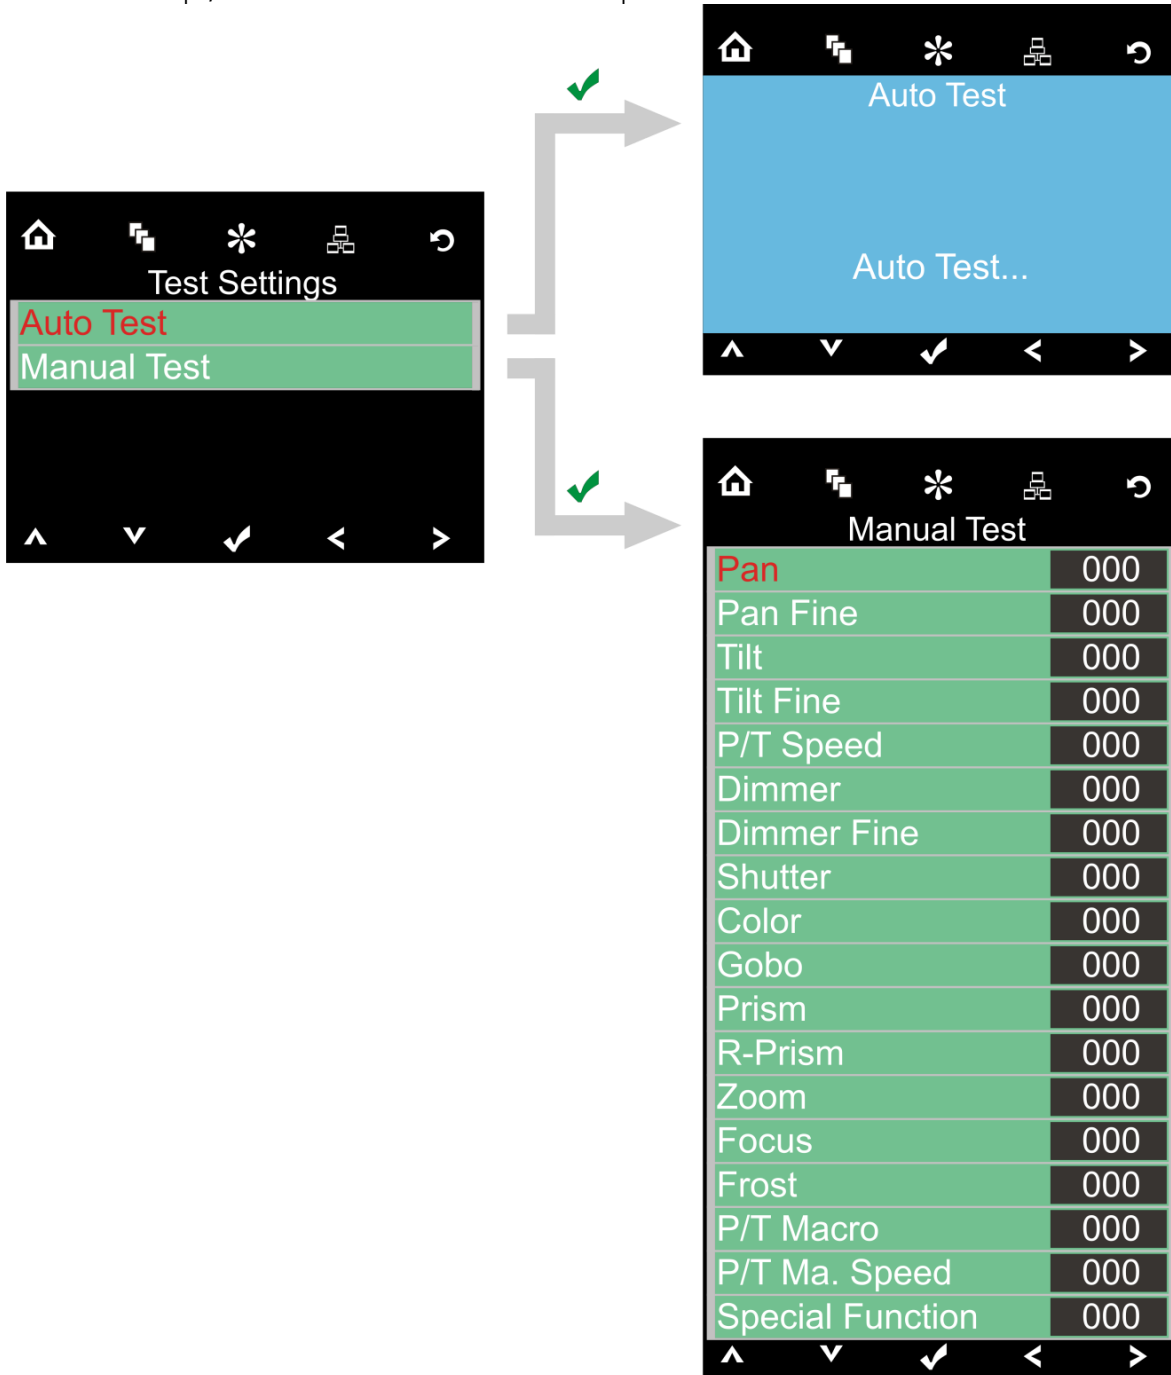 Test Settings
Auto Test
Manual Test
Auto Test
Auto Test...
Manual Test
Pan 000
Pan Fine 000
Tilt 000
Tilt Fine 000
P/T Speed 000
Dimmer 000
Dimmer Fine 000
Shutter 000
Color 000
Gobo 000
Prism 000
R-Prism 000
Zoom 000
Focus 000
Frost 000
P/T Macro 000
P/T Ma. Speed 000
Special Function 000